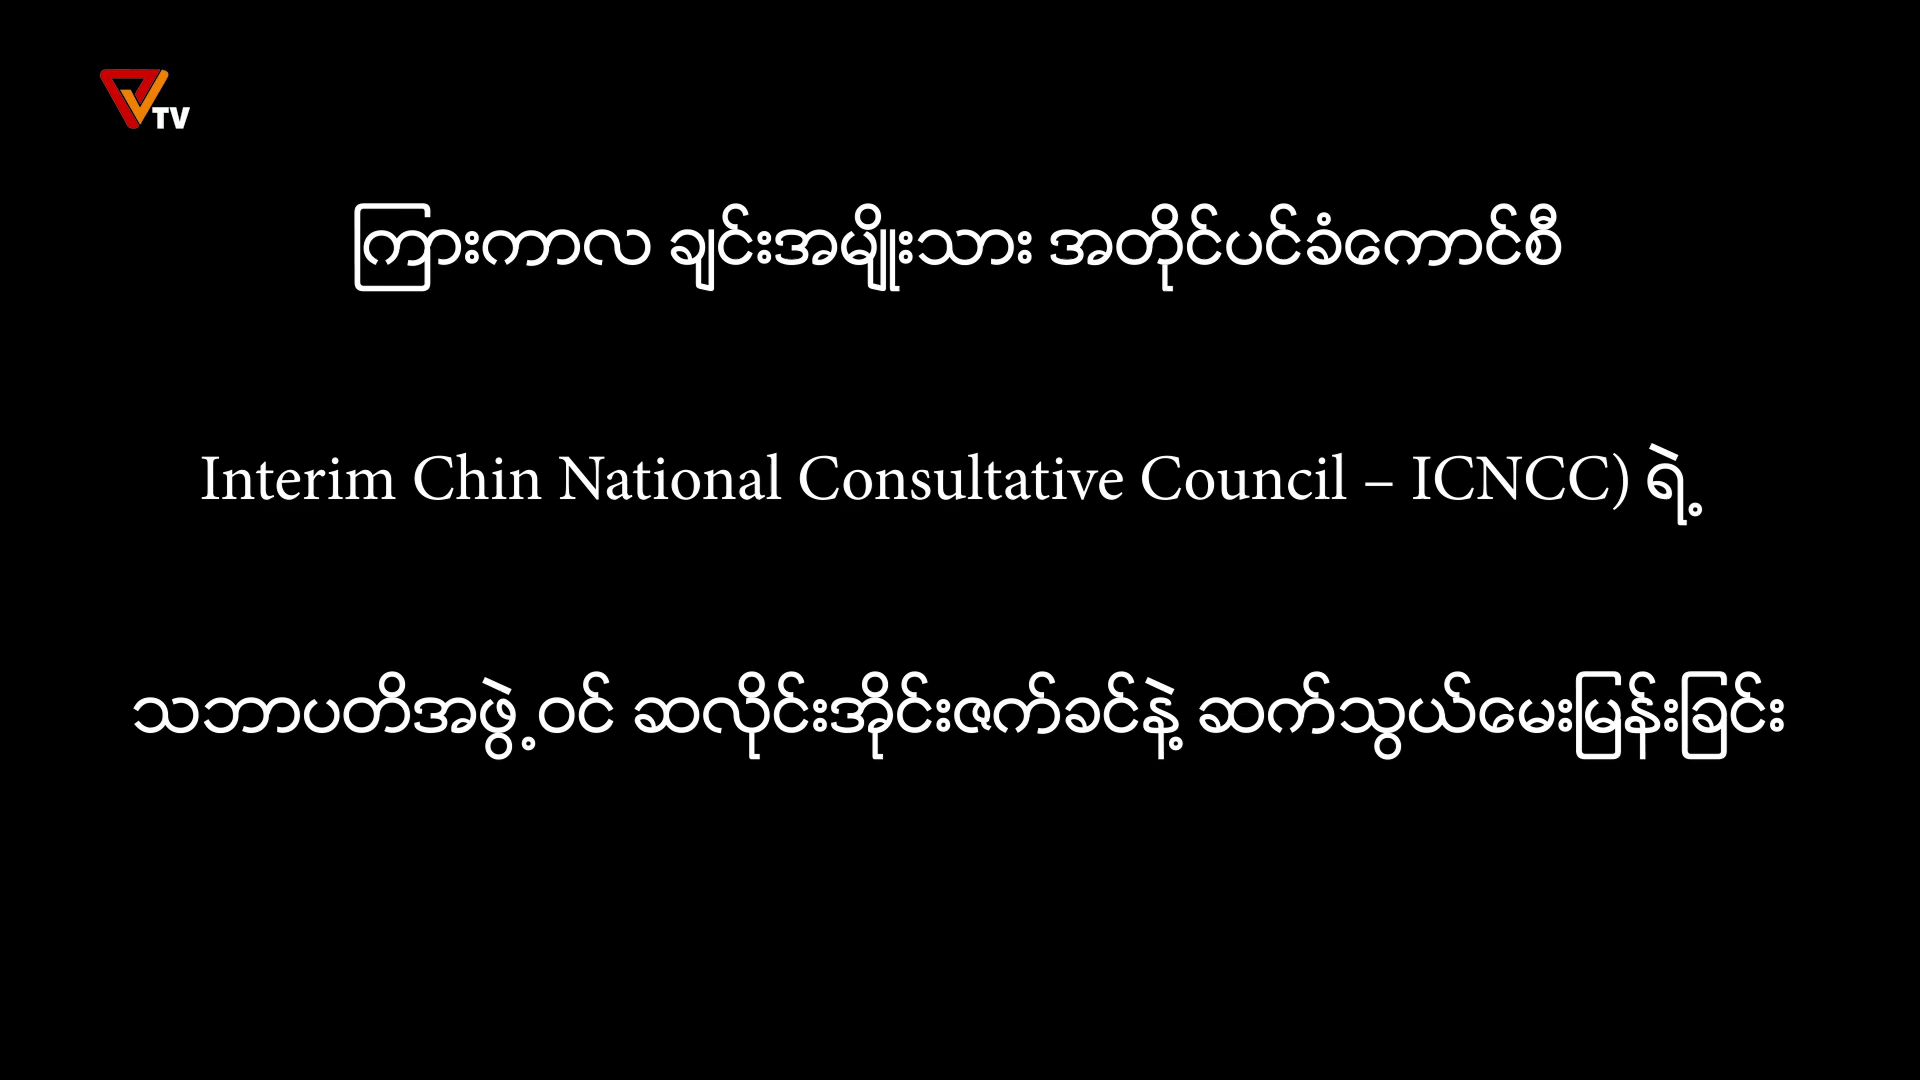 TV
ကြားကာလ ချင်းအမျိုးသား အတိုင်ပင်ခံကောင်စီ
Interim Chin National Consultative Council – ICNCC) ရဲ့
သဘာပတိအဖွဲ့ဝင် ဆလိုင်းအိုင်းဇက်ခင်နဲ့ ဆက်သွယ်မေးမြန်းခြင်း